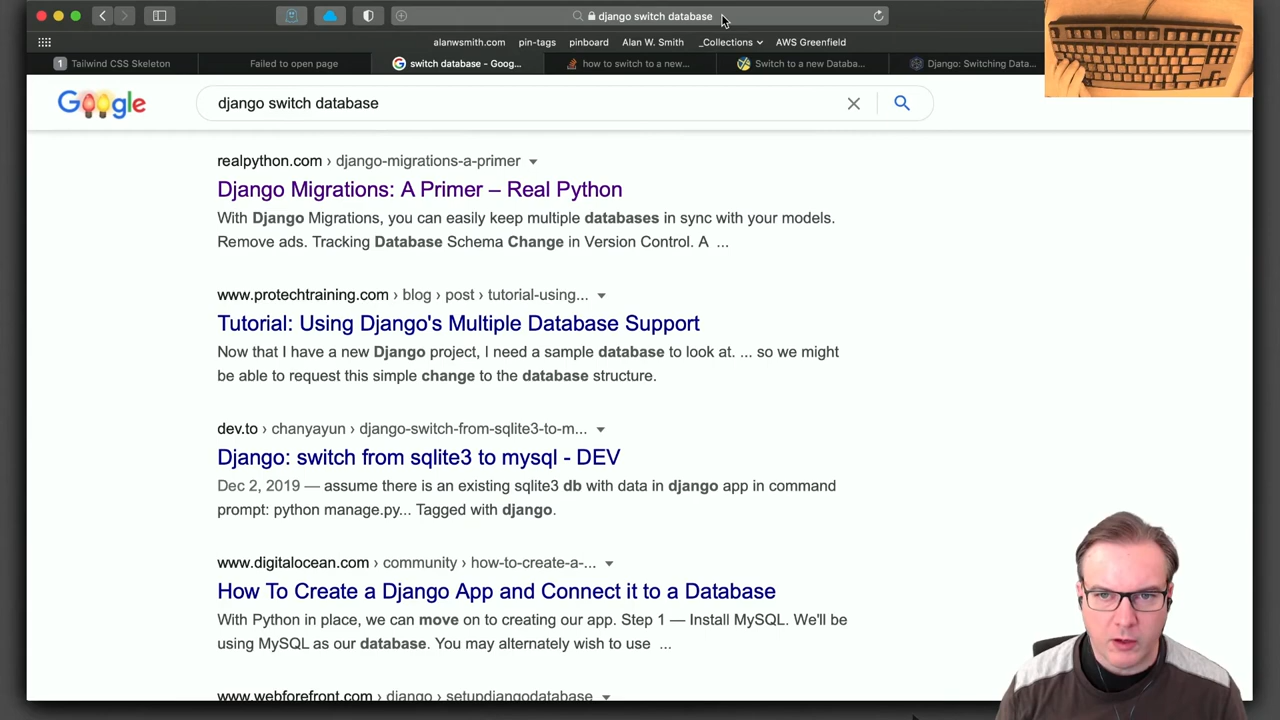 django switch database
alanwsmith.com pin-tags pinboard Alan W. Smith _Collections AWS Greenfield
1 Tailwind CSS Skeleton Failed to open page switch database - Goog... how to switch to a new... Switch to a new Databa... Django: Switching Data...
Google django switch database
realpython.com › django-migrations-a-primer
Django Migrations: A Primer – Real Python
With Django Migrations, you can easily keep multiple databases in sync with your models.
Remove ads. Tracking Database Schema Change in Version Control. A ...
www.protechtraining.com › blog › post › tutorial-using...
Tutorial: Using Django's Multiple Database Support
Now that I have a new Django project, I need a sample database to look at. ... so we might
be able to request this simple change to the database structure.
dev.to › chanyayun › django-switch-from-sqlite3-to-m...
Django: switch from sqlite3 to mysql - DEV
Dec 2, 2019 — assume there is an existing sqlite3 db with data in django app in command
prompt: python manage.py... Tagged with django.
www.digitalocean.com › community › how-to-create-a-...
How To Create a Django App and Connect it to a Database
With Python in place, we can move on to creating our app. Step 1 — Install MySQL. We'll be
using MySQL as our database. You may alternately wish to use ...
www.webforefront.com › django › setupdjangodatabase